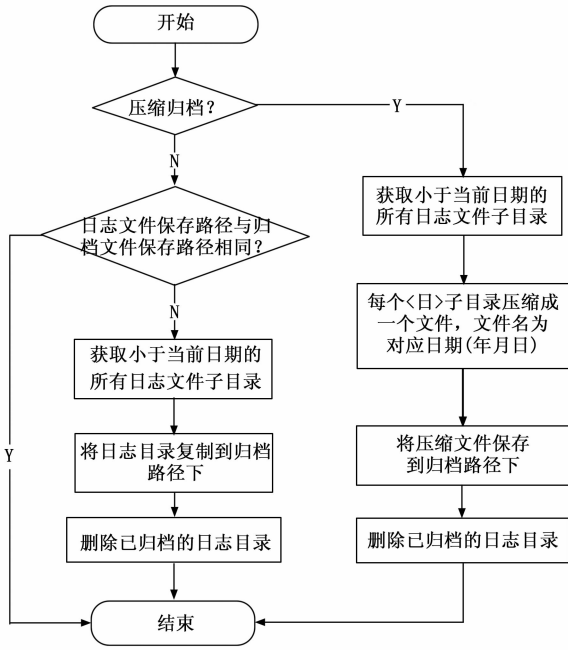 开始
压缩归档?
Y
N
获取小于当前日期的
所有日志文件子目录
日志文件保存路径与归
档文件保存路径相同?
每个<日>子目录压缩成
一个文件，文件名为
对应日期(年月日)
N
获取小于当前日期的
所有日志文件子目录
将压缩文件保存
到归档路径下
Y
将日志目录复制到归档
路径下
删除已归档的日志目录
删除已归档的日志目录
结束